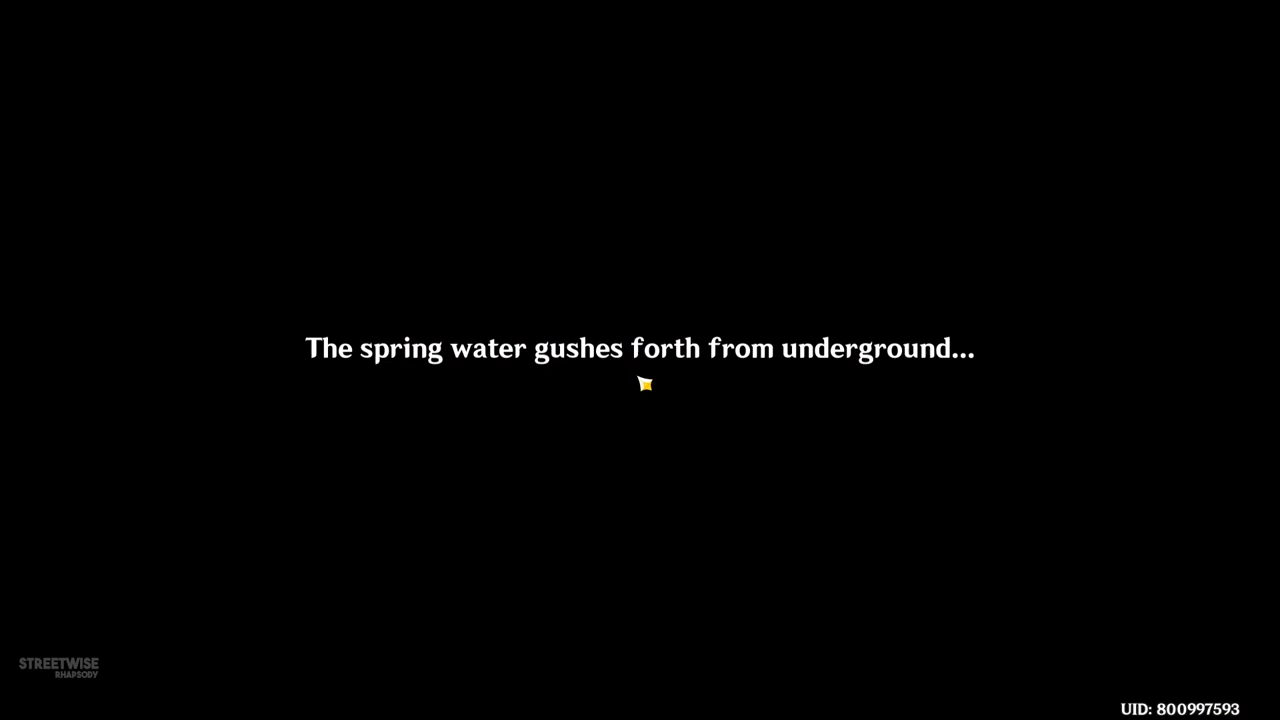 The spring water gushes forth from underground...
STREETWISE
RHAPSODY
UID: 800997593